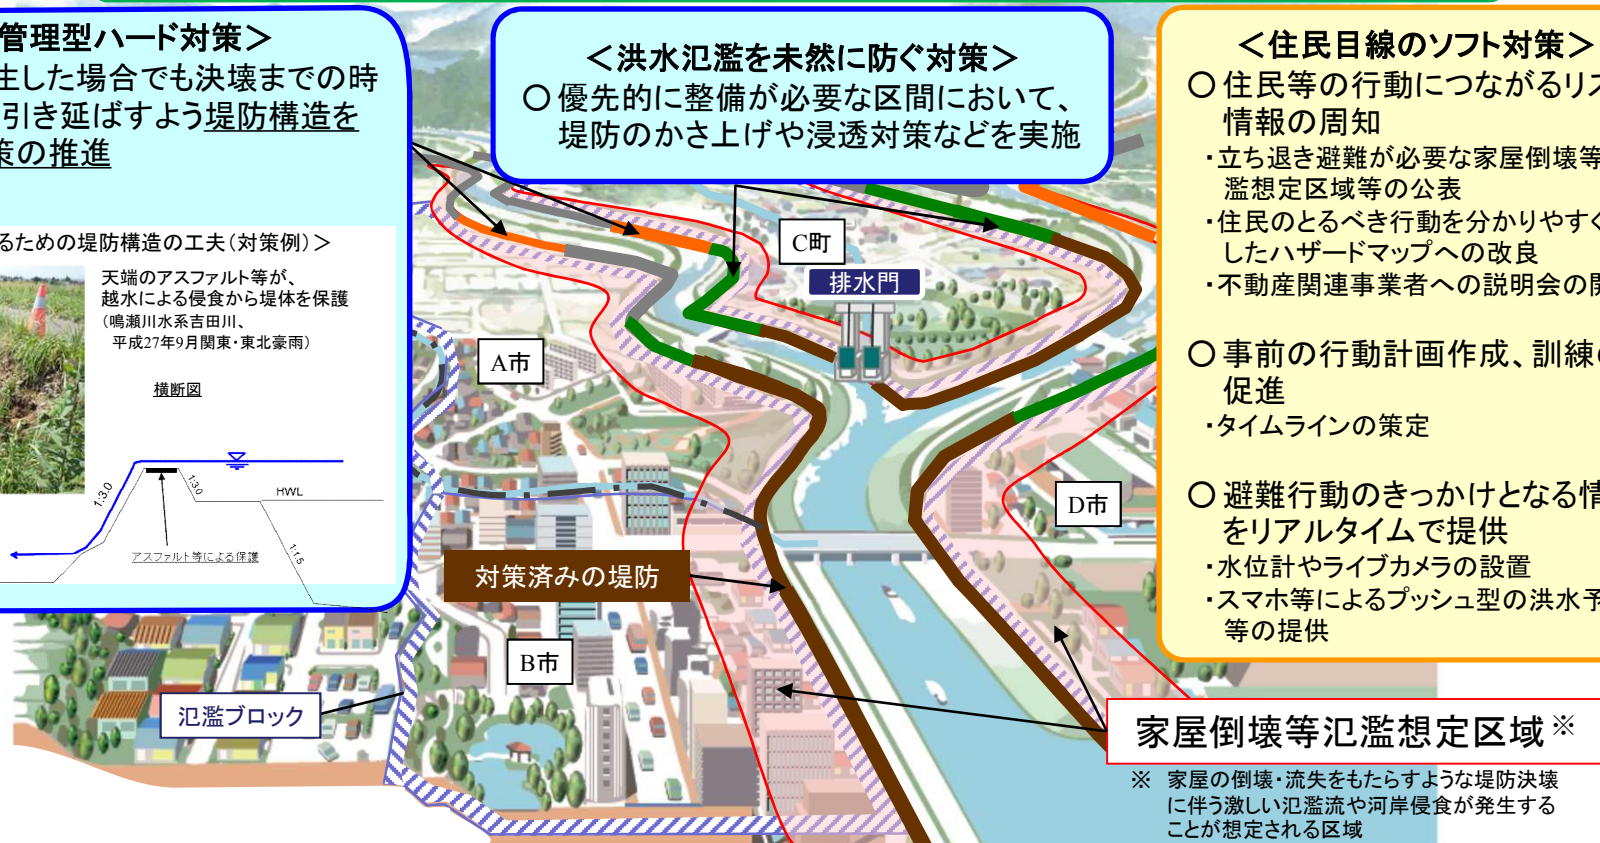 管理型ハード対策＞
生した場合でも決壊までの時
引き延ばすよう堤防構造を
策の推進
るための堤防構造の工夫（対策例）＞
天端のアスファルト等が、
越水による侵食から堤体を保護
（鳴瀬川水系吉田川、
平成27年9月関東・東北豪雨）
横断図
1:3.0
1:3.0
HWL
1:1.5
アスファルト等による保護
＜洪水氾濫を未然に防ぐ対策＞
○優先的に整備が必要な区間において、
堤防のかさ上げや浸透対策などを実施
C町
排水門
A市
D市
対策済みの堤防
B市
氾濫ブロック
＜住民目線のソフト対策＞
○住民等の行動につながるリス
情報の周知
・立ち退き避難が必要な家屋倒壊等
濫想定区域等の公表
・住民のとるべき行動を分かりやすく
したハザードマップへの改良
・不動産関連事業者への説明会の開
○事前の行動計画作成、訓練の
促進
・タイムラインの策定
○避難行動のきっかけとなる情
をリアルタイムで提供
・水位計やライブカメラの設置
・スマホ等によるプッシュ型の洪水予
等の提供
家屋倒壊等氾濫想定区域※
※　家屋の倒壊・流失をもたらすような堤防決壊
に伴う激しい氾濫流や河岸侵食が発生する
ことが想定される区域